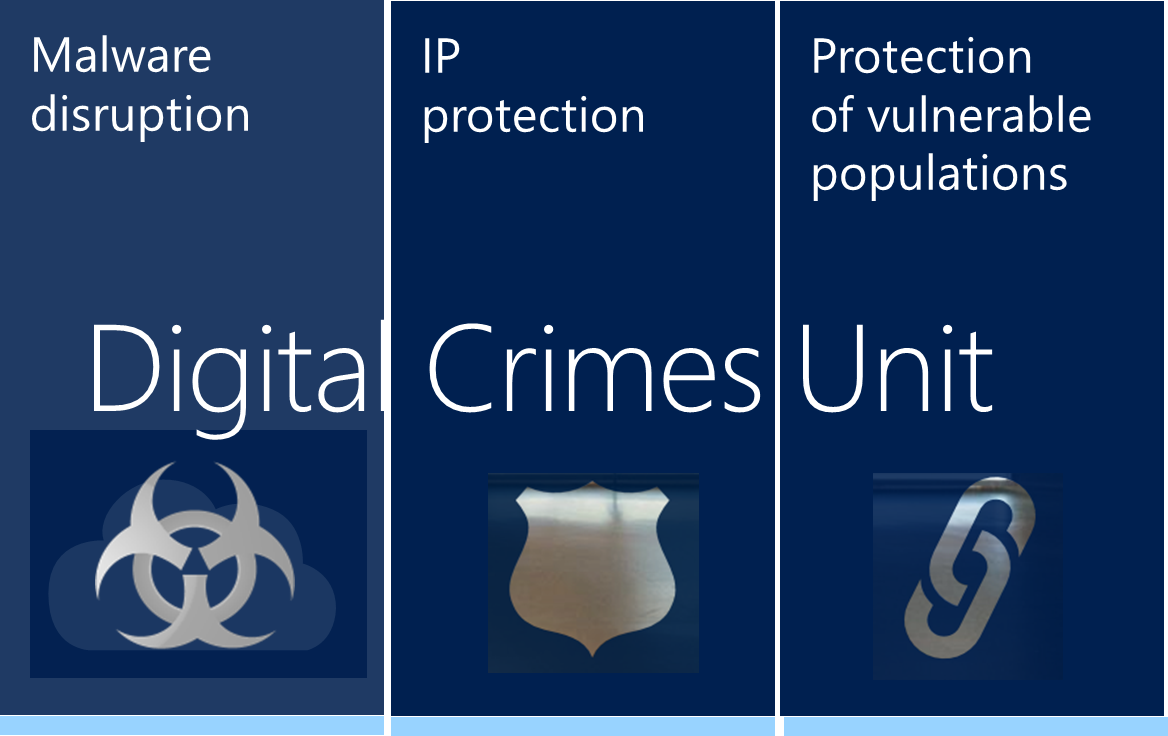 Malware
disruption
IP
protection
Protection
of vulnerable
populations
Digital Crimes Unit